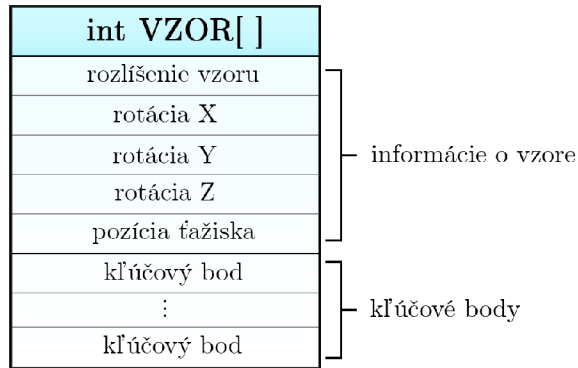 int VZOR[ ]
rozlíšenie vzoru
rotácia X
rotácia Y
rotácia Z
pozícia ťažiska
informácie o vzore
kľúčový bod
⋮
kľúčový bod
kľúčové body